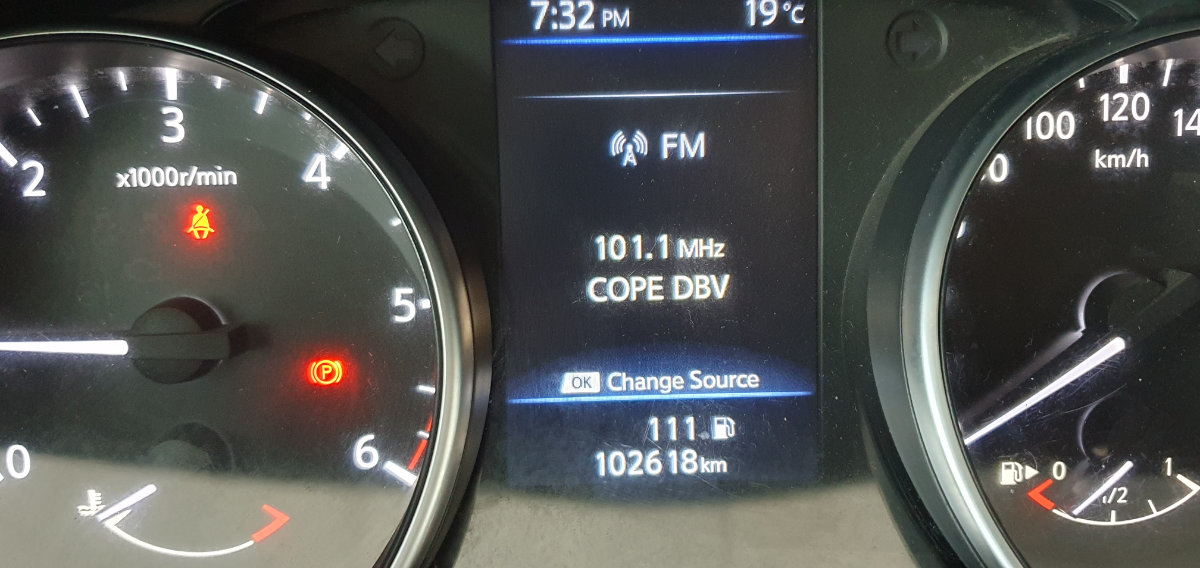 7:32 PM 19°C
FM
101.1 MHz
COPE DBV
OK Change Source
111
102618 km
2
3
4
5
6
x1000r/min
P
100
120
km/h
0
1/2
1